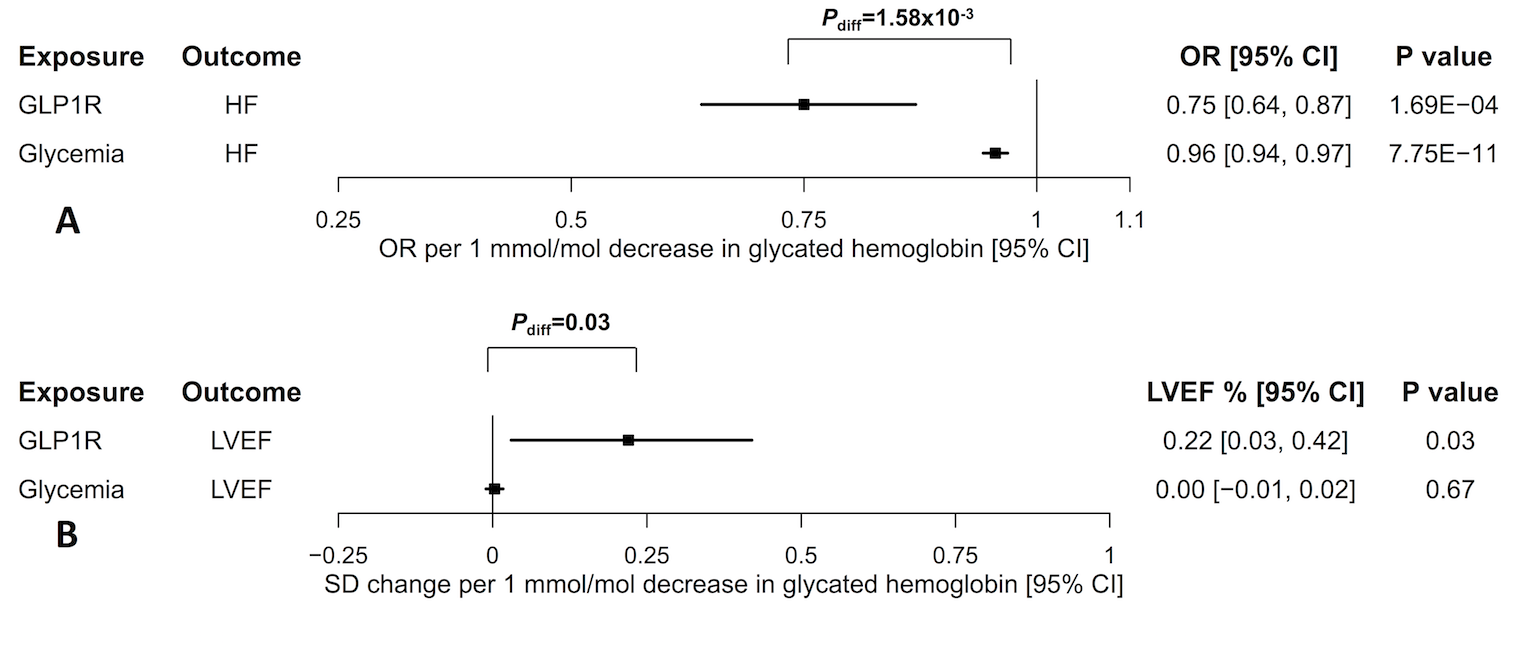 Pdiff=1.58x10-3
Exposure Outcome OR [95% CI] P value
GLP1R HF 0.75 [0.64, 0.87] 1.69E−04
Glycemia HF 0.96 [0.94, 0.97] 7.75E−11
A
0.25 0.5 0.75 1 1.1
OR per 1 mmol/mol decrease in glycated hemoglobin [95% CI]
Pdiff=0.03
Exposure Outcome LVEF % [95% CI] P value
GLP1R LVEF 0.22 [0.03, 0.42] 0.03
Glycemia LVEF 0.00 [−0.01, 0.02] 0.67
B
−0.25 0 0.25 0.5 0.75 1
SD change per 1 mmol/mol decrease in glycated hemoglobin [95% CI]